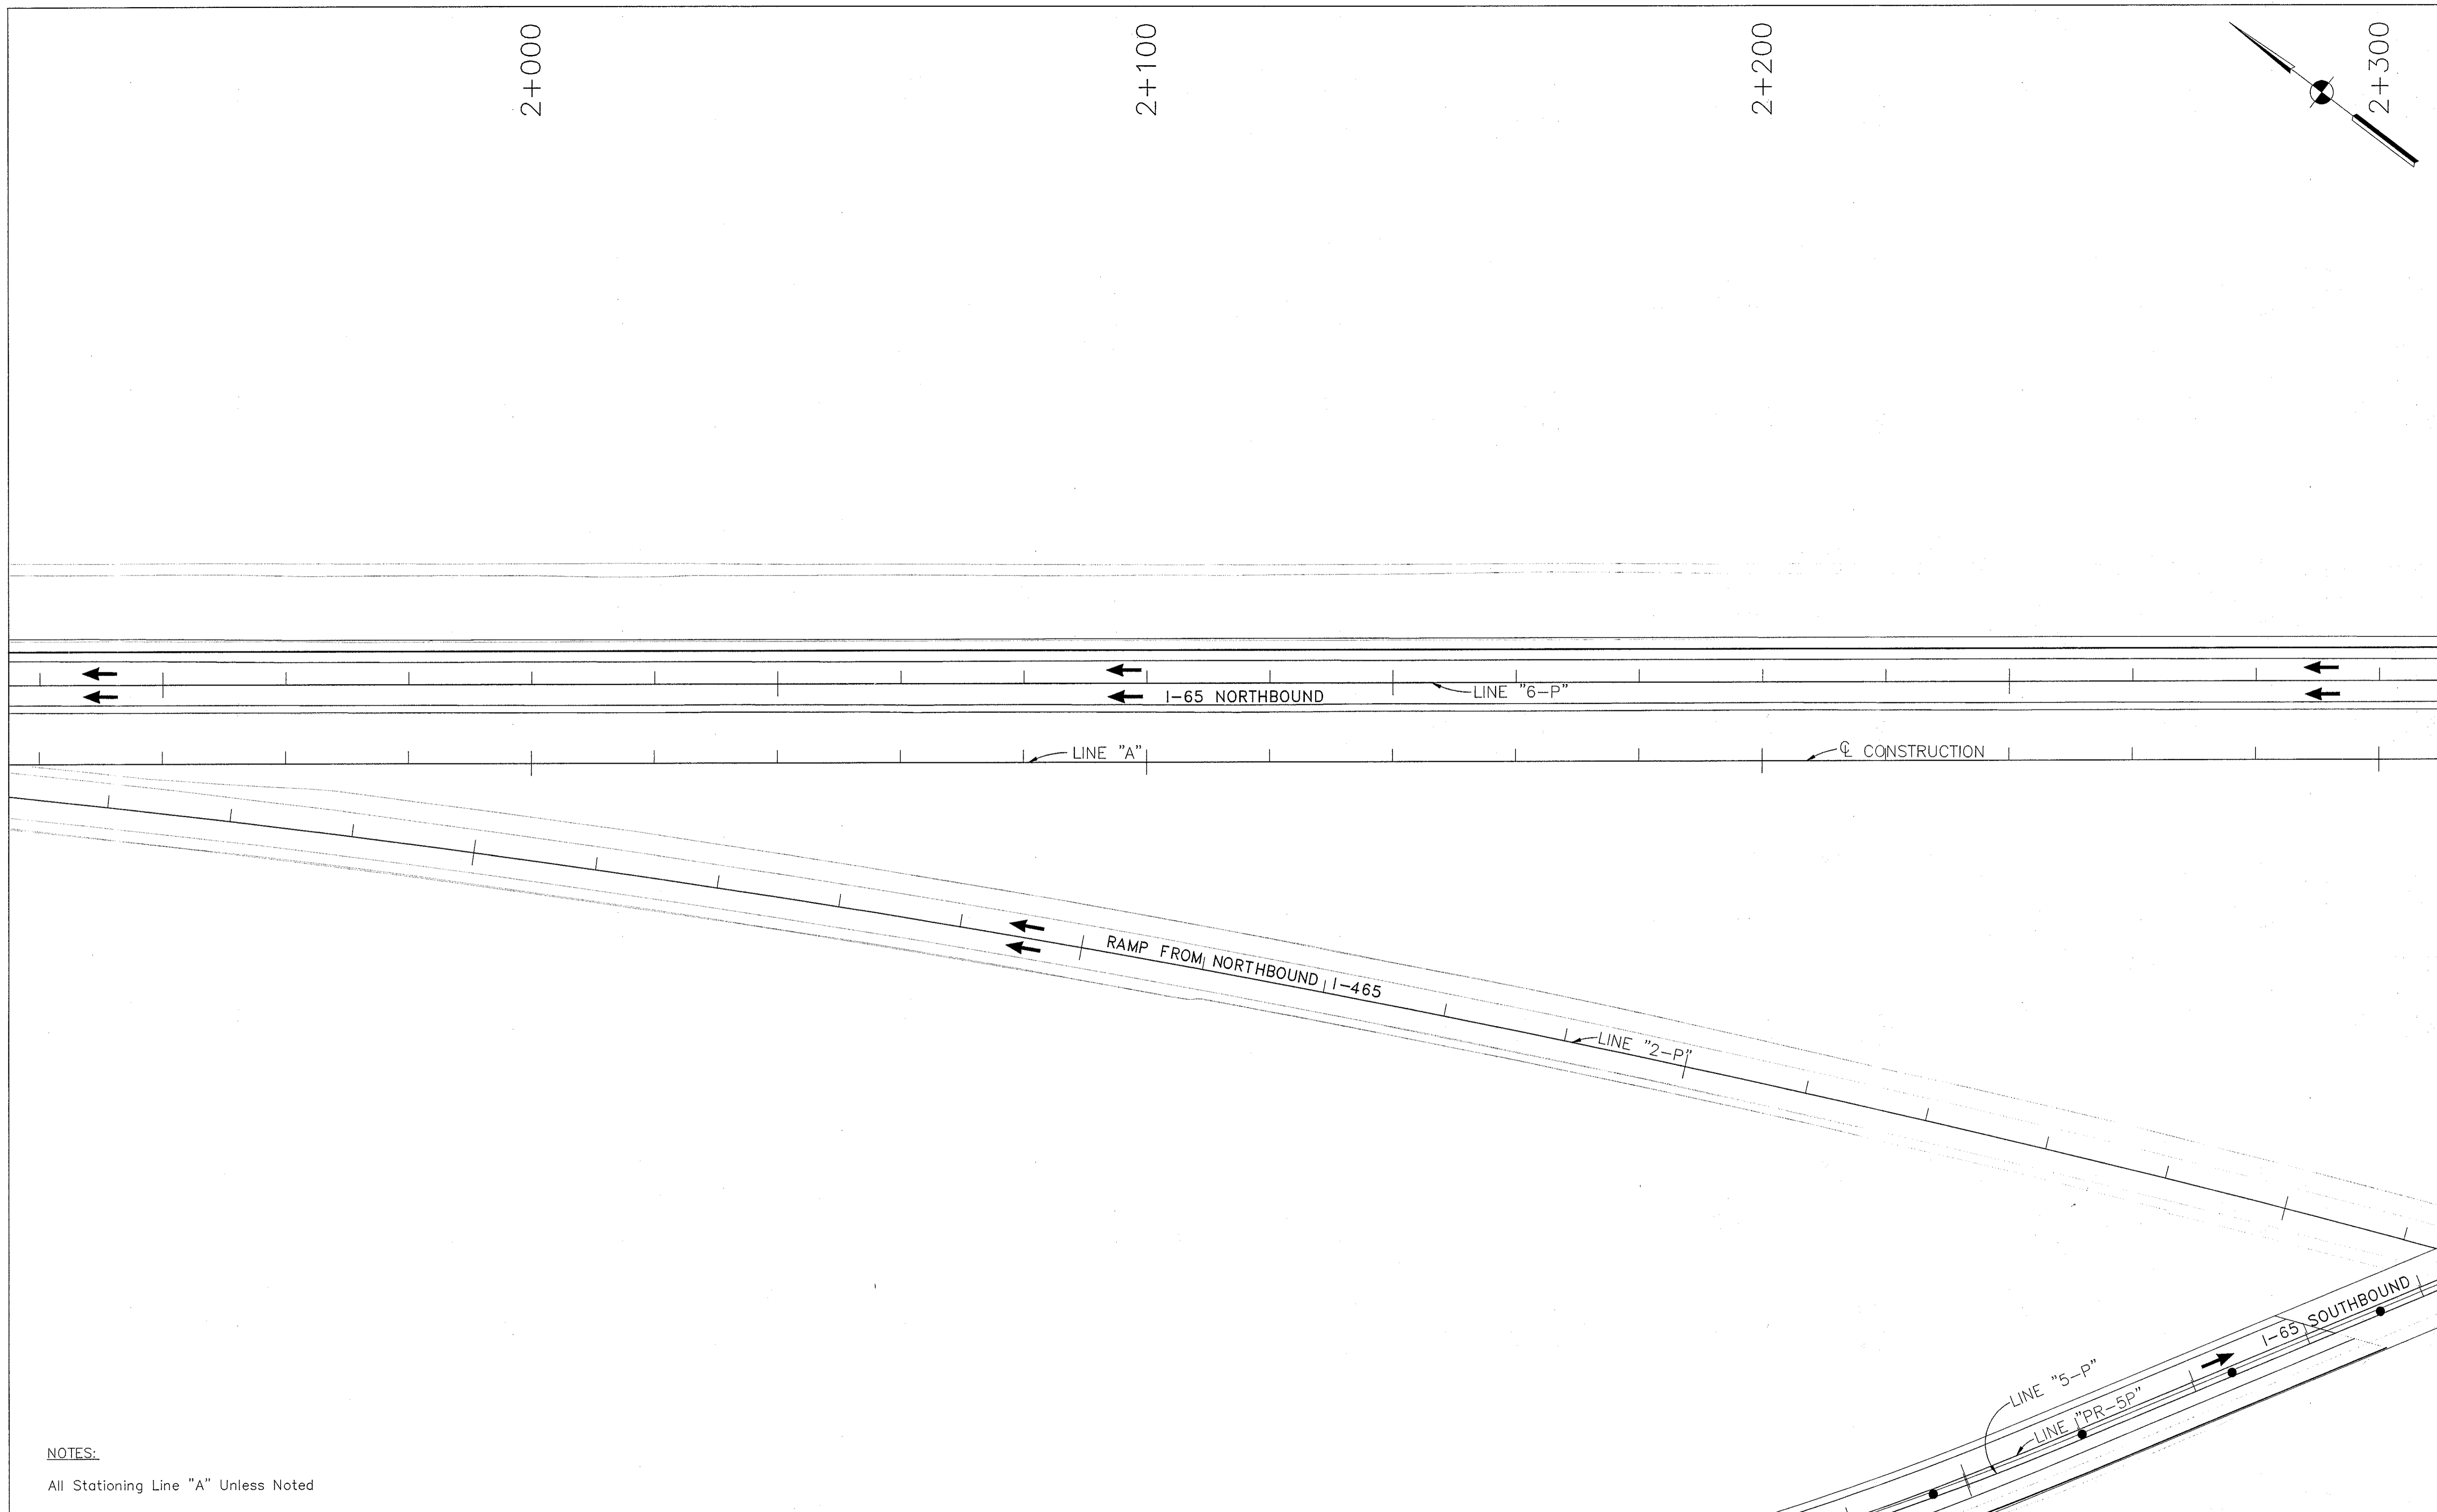 2+000
2+100
2+200
2+300
I-65 NORTHBOUND
LINE "6-P"
LINE "A"
℄ CONSTRUCTION
RAMP FROM NORTHBOUND I-465
LINE "2-P"
I-65 SOUTHBOUND
LINE "5-P"
LINE "PR-5P"
NOTES:
All Stationing Line "A" Unless Noted